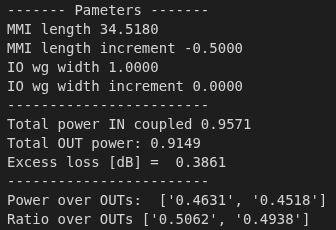 ------- Pameters -------
MMI length 34.5180
MMI length increment -0.5000
IO wg width 1.0000
IO wg width increment 0.0000
------------------------
Total power IN coupled 0.9571
Total OUT power: 0.9149
Excess loss [dB] =  0.3861
------------------------
Power over OUTs:  ['0.4631', '0.4518']
Ratio over OUTs ['0.5062', '0.4938']